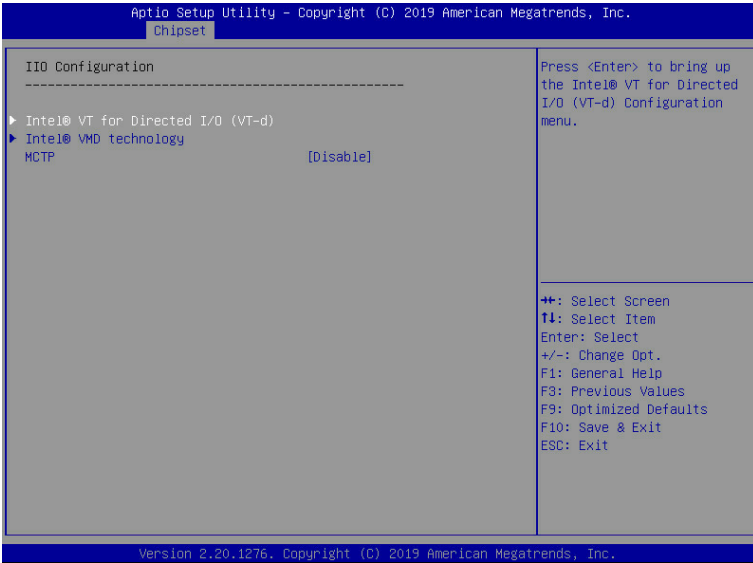 Aptio Setup Utility – Copyright (C) 2019 American Megatrends, Inc.
Chipset
IIO Configuration
--------------------------------------------------
Intel® VT for Directed I/O (VT-d)
Intel® VMD technology
MCTP [Disable]
Press <Enter> to bring up
the Intel® VT for Directed
I/O (VT-d) Configuration
menu.
→←: Select Screen
↑↓: Select Item
Enter: Select
+/-: Change Opt.
F1: General Help
F3: Previous Values
F9: Optimized Defaults
F10: Save & Exit
ESC: Exit
Version 2.20.1276. Copyright (C) 2019 American Megatrends, Inc.